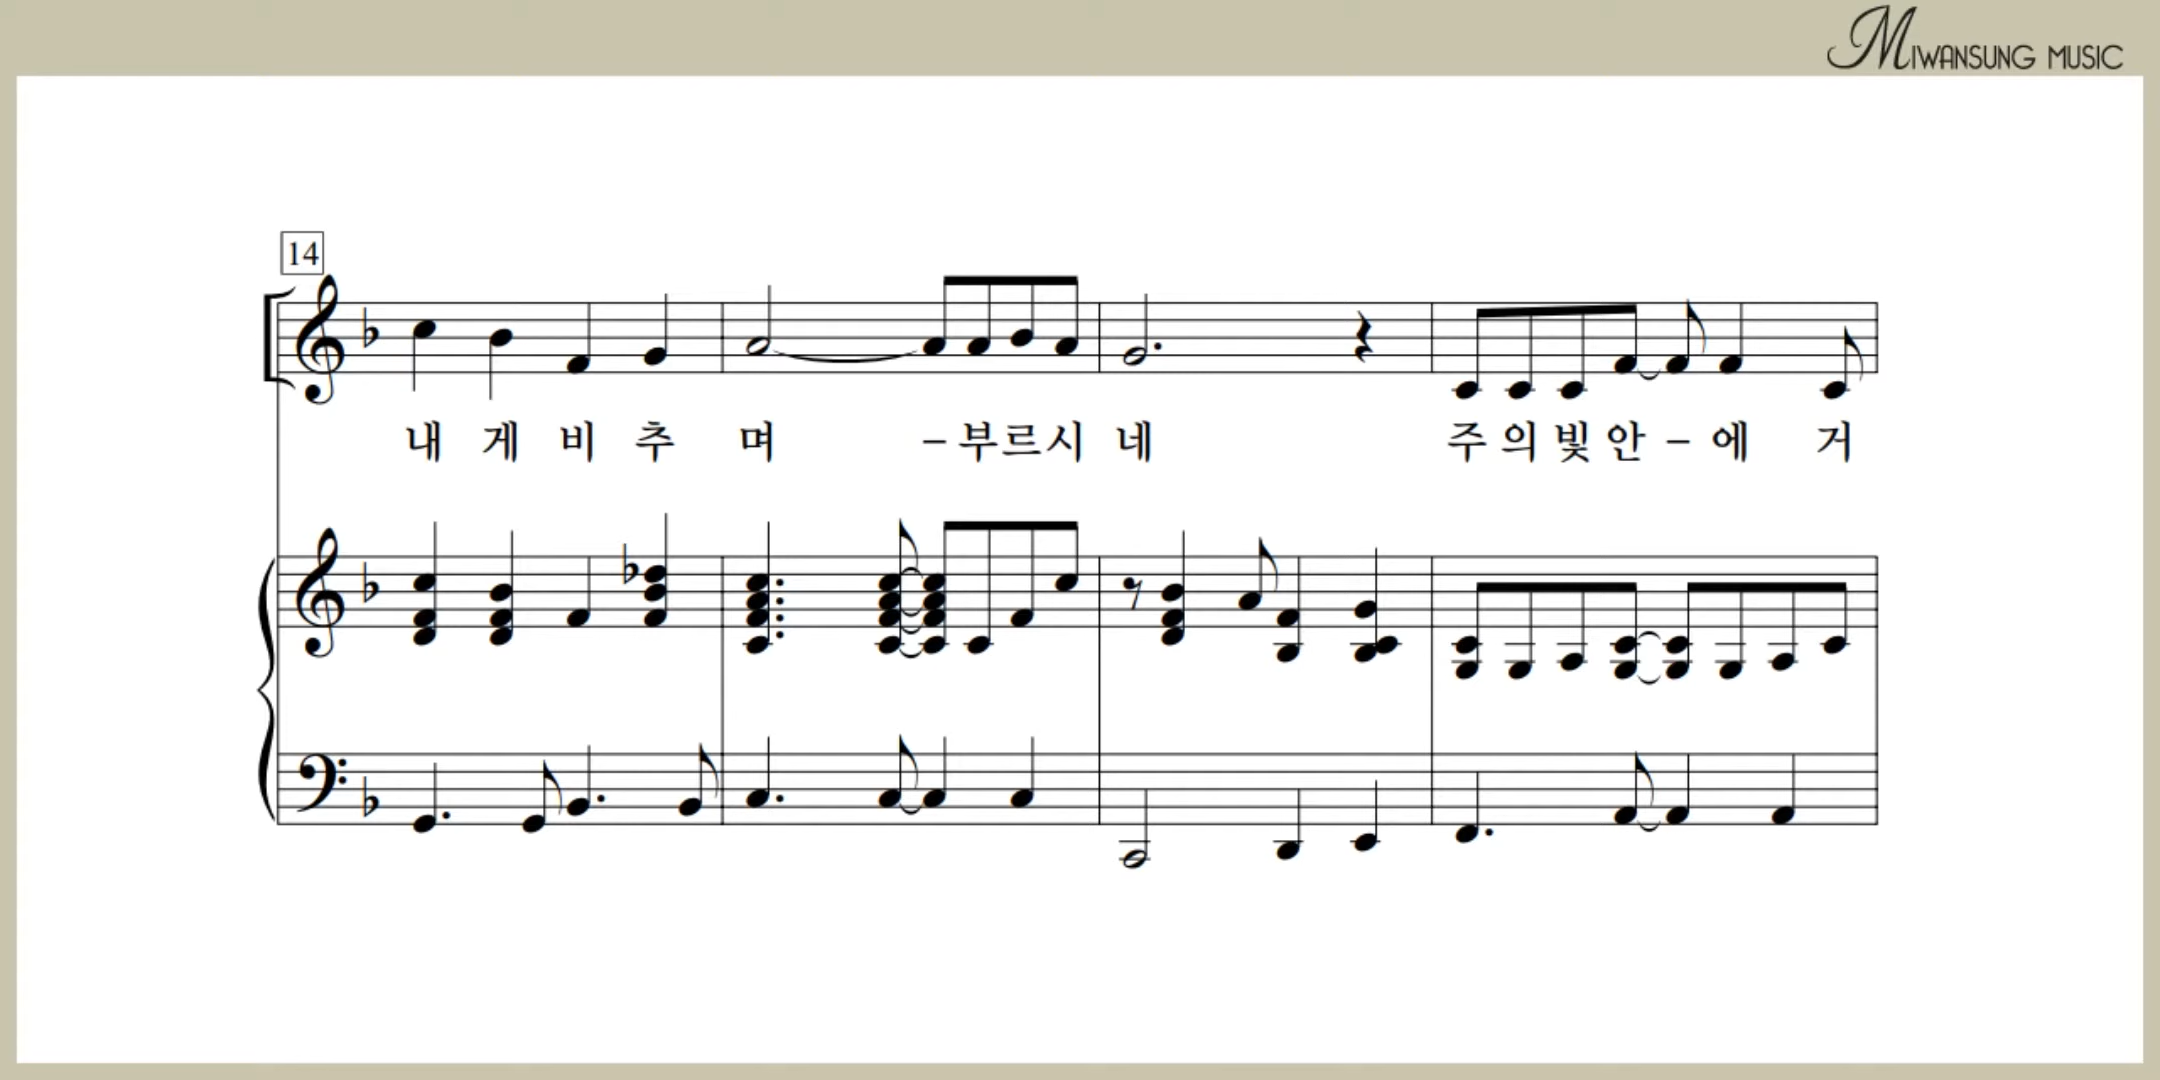 MIWANSUNG MUSIC
14
내 게 비 추 며 – 부르시 네 주 의 빛 안 – 에 거